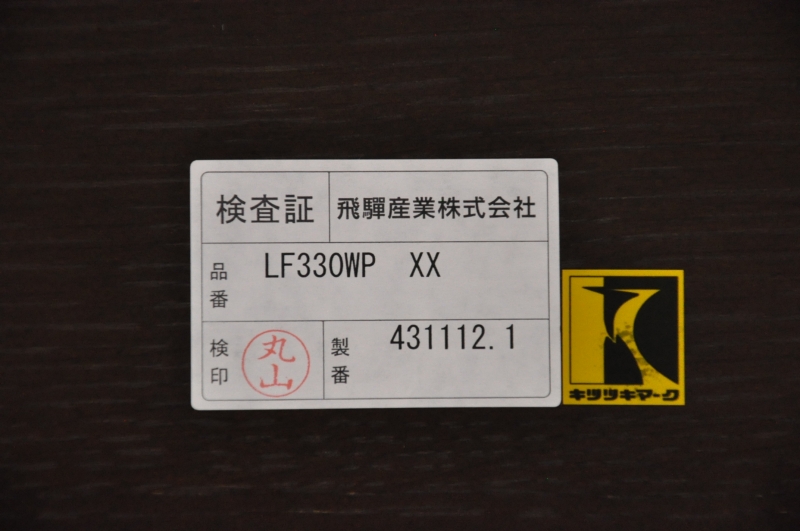 検査証
飛驒産業株式会社
品番
LF330WP XX
検印
丸山
製番
431112.1
キツツキマーク